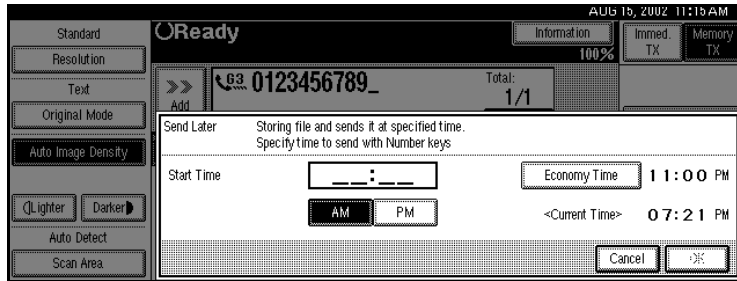 AUG 15, 2002 11:15AM
Standard
Resolution
Text
Original Mode
Auto Image Density
Lighter Darker
Auto Detect
Scan Area
Ready
Information
100%
Immed. TX
Memory TX
Add
G3 0123456789_
Total:
1/1
Send Later
Storing file and sends it at specified time.
Specify time to send with Number keys
Start Time
__:__
AM PM
Economy Time 11:00 PM
<Current Time> 07:21 PM
Cancel OK